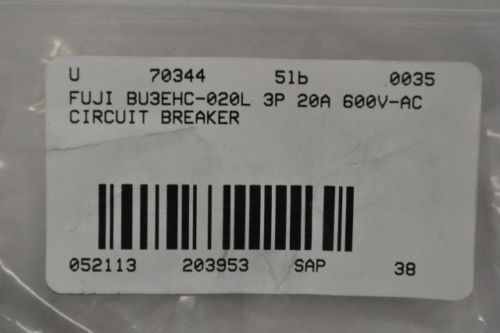 U 70344 51b 0035
FUJI BU3EHC-020L 3P 20A 600V-AC
CIRCUIT BREAKER
052113 203953 SAP 38